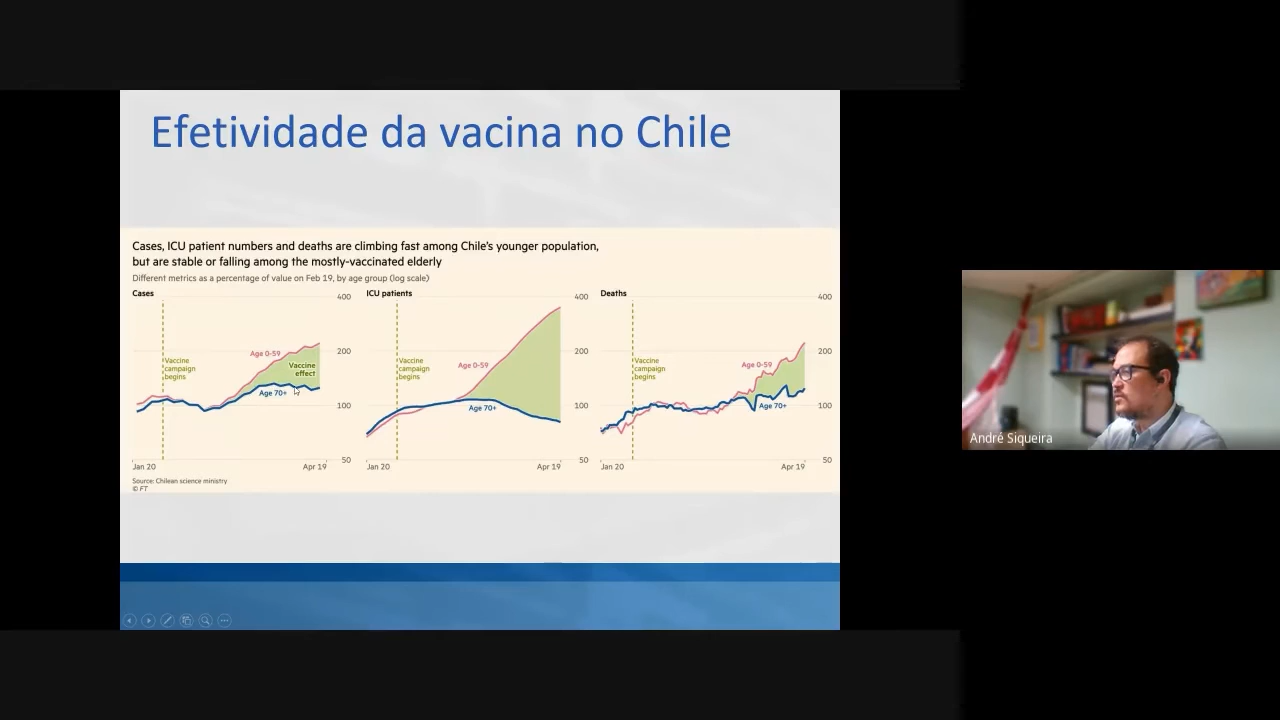 Efetividade da vacina no Chile
Cases, ICU patient numbers and deaths are climbing fast among Chile's younger population,
but are stable or falling among the mostly-vaccinated elderly
Different metrics as a percentage of value on Feb 19, by age group (log scale)
Cases
400
Vaccine
campaign
begins
Age 0-59
Vaccine
effect
200
Age 70+
100
50
Jan 20
Apr 19
ICU patients
400
Vaccine
campaign
begins
Age 0-59
200
Age 70+
100
50
Jan 20
Apr 19
Deaths
400
Vaccine
campaign
begins
Age 0-59
200
Age 70+
100
50
Jan 20
Apr 19
Source: Chilean science ministry
© FT
André Siqueira